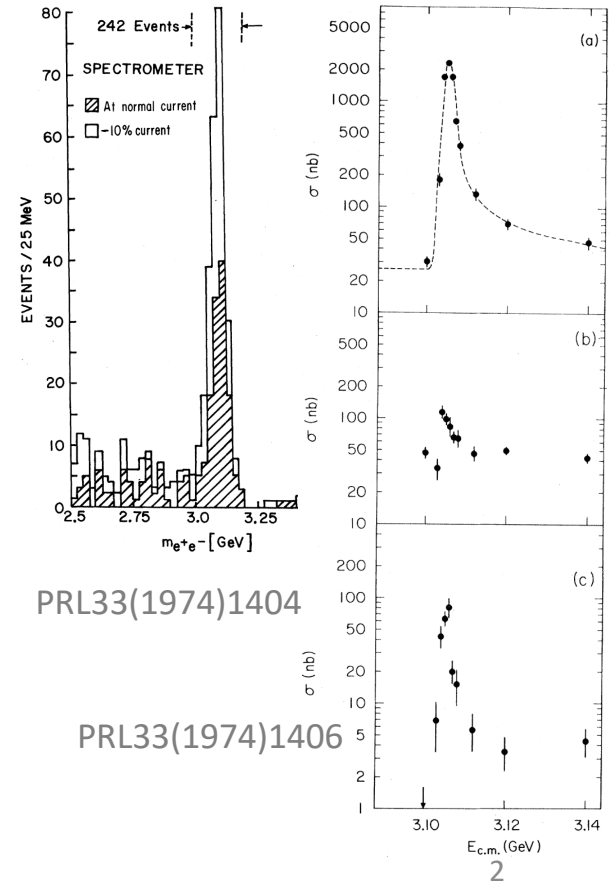 80
70
60
50
40
30
20
10
0
EVENTS / 25 MeV
242 Events
SPECTROMETER
At normal current
-10% current
2.5
2.75
3.0
3.25
me+e- [GeV]
PRL33(1974)1404
PRL33(1974)1406
5000
2000
1000
500
200
100
50
20
10
σ (nb)
(a)
500
200
100
50
20
10
σ (nb)
(b)
200
100
50
20
10
5
2
1
σ (nb)
(c)
3.10
3.12
3.14
Ec.m. (GeV)
2